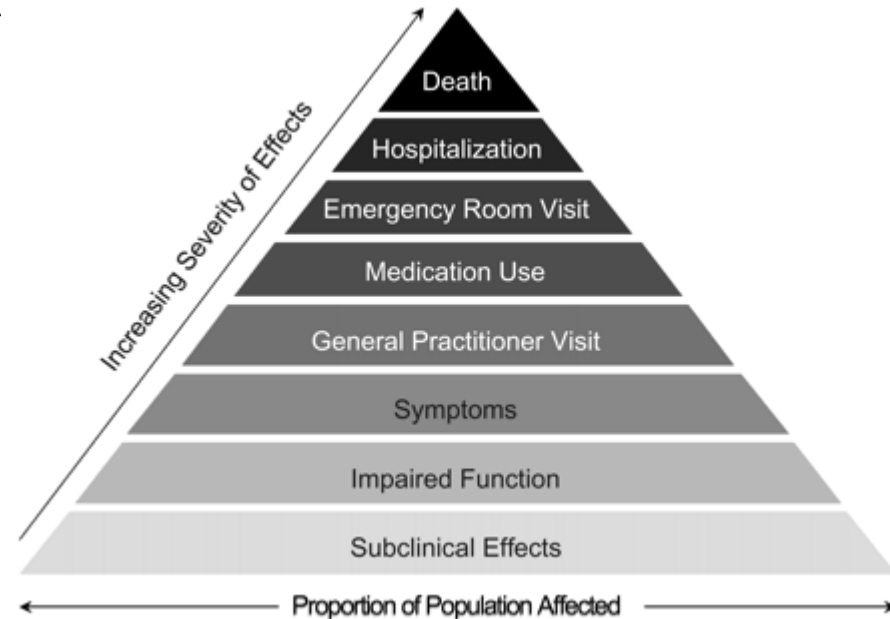 Death
Hospitalization
Emergency Room Visit
Medication Use
General Practitioner Visit
Symptoms
Impaired Function
Subclinical Effects
Increasing Severity of Effects
Proportion of Population Affected